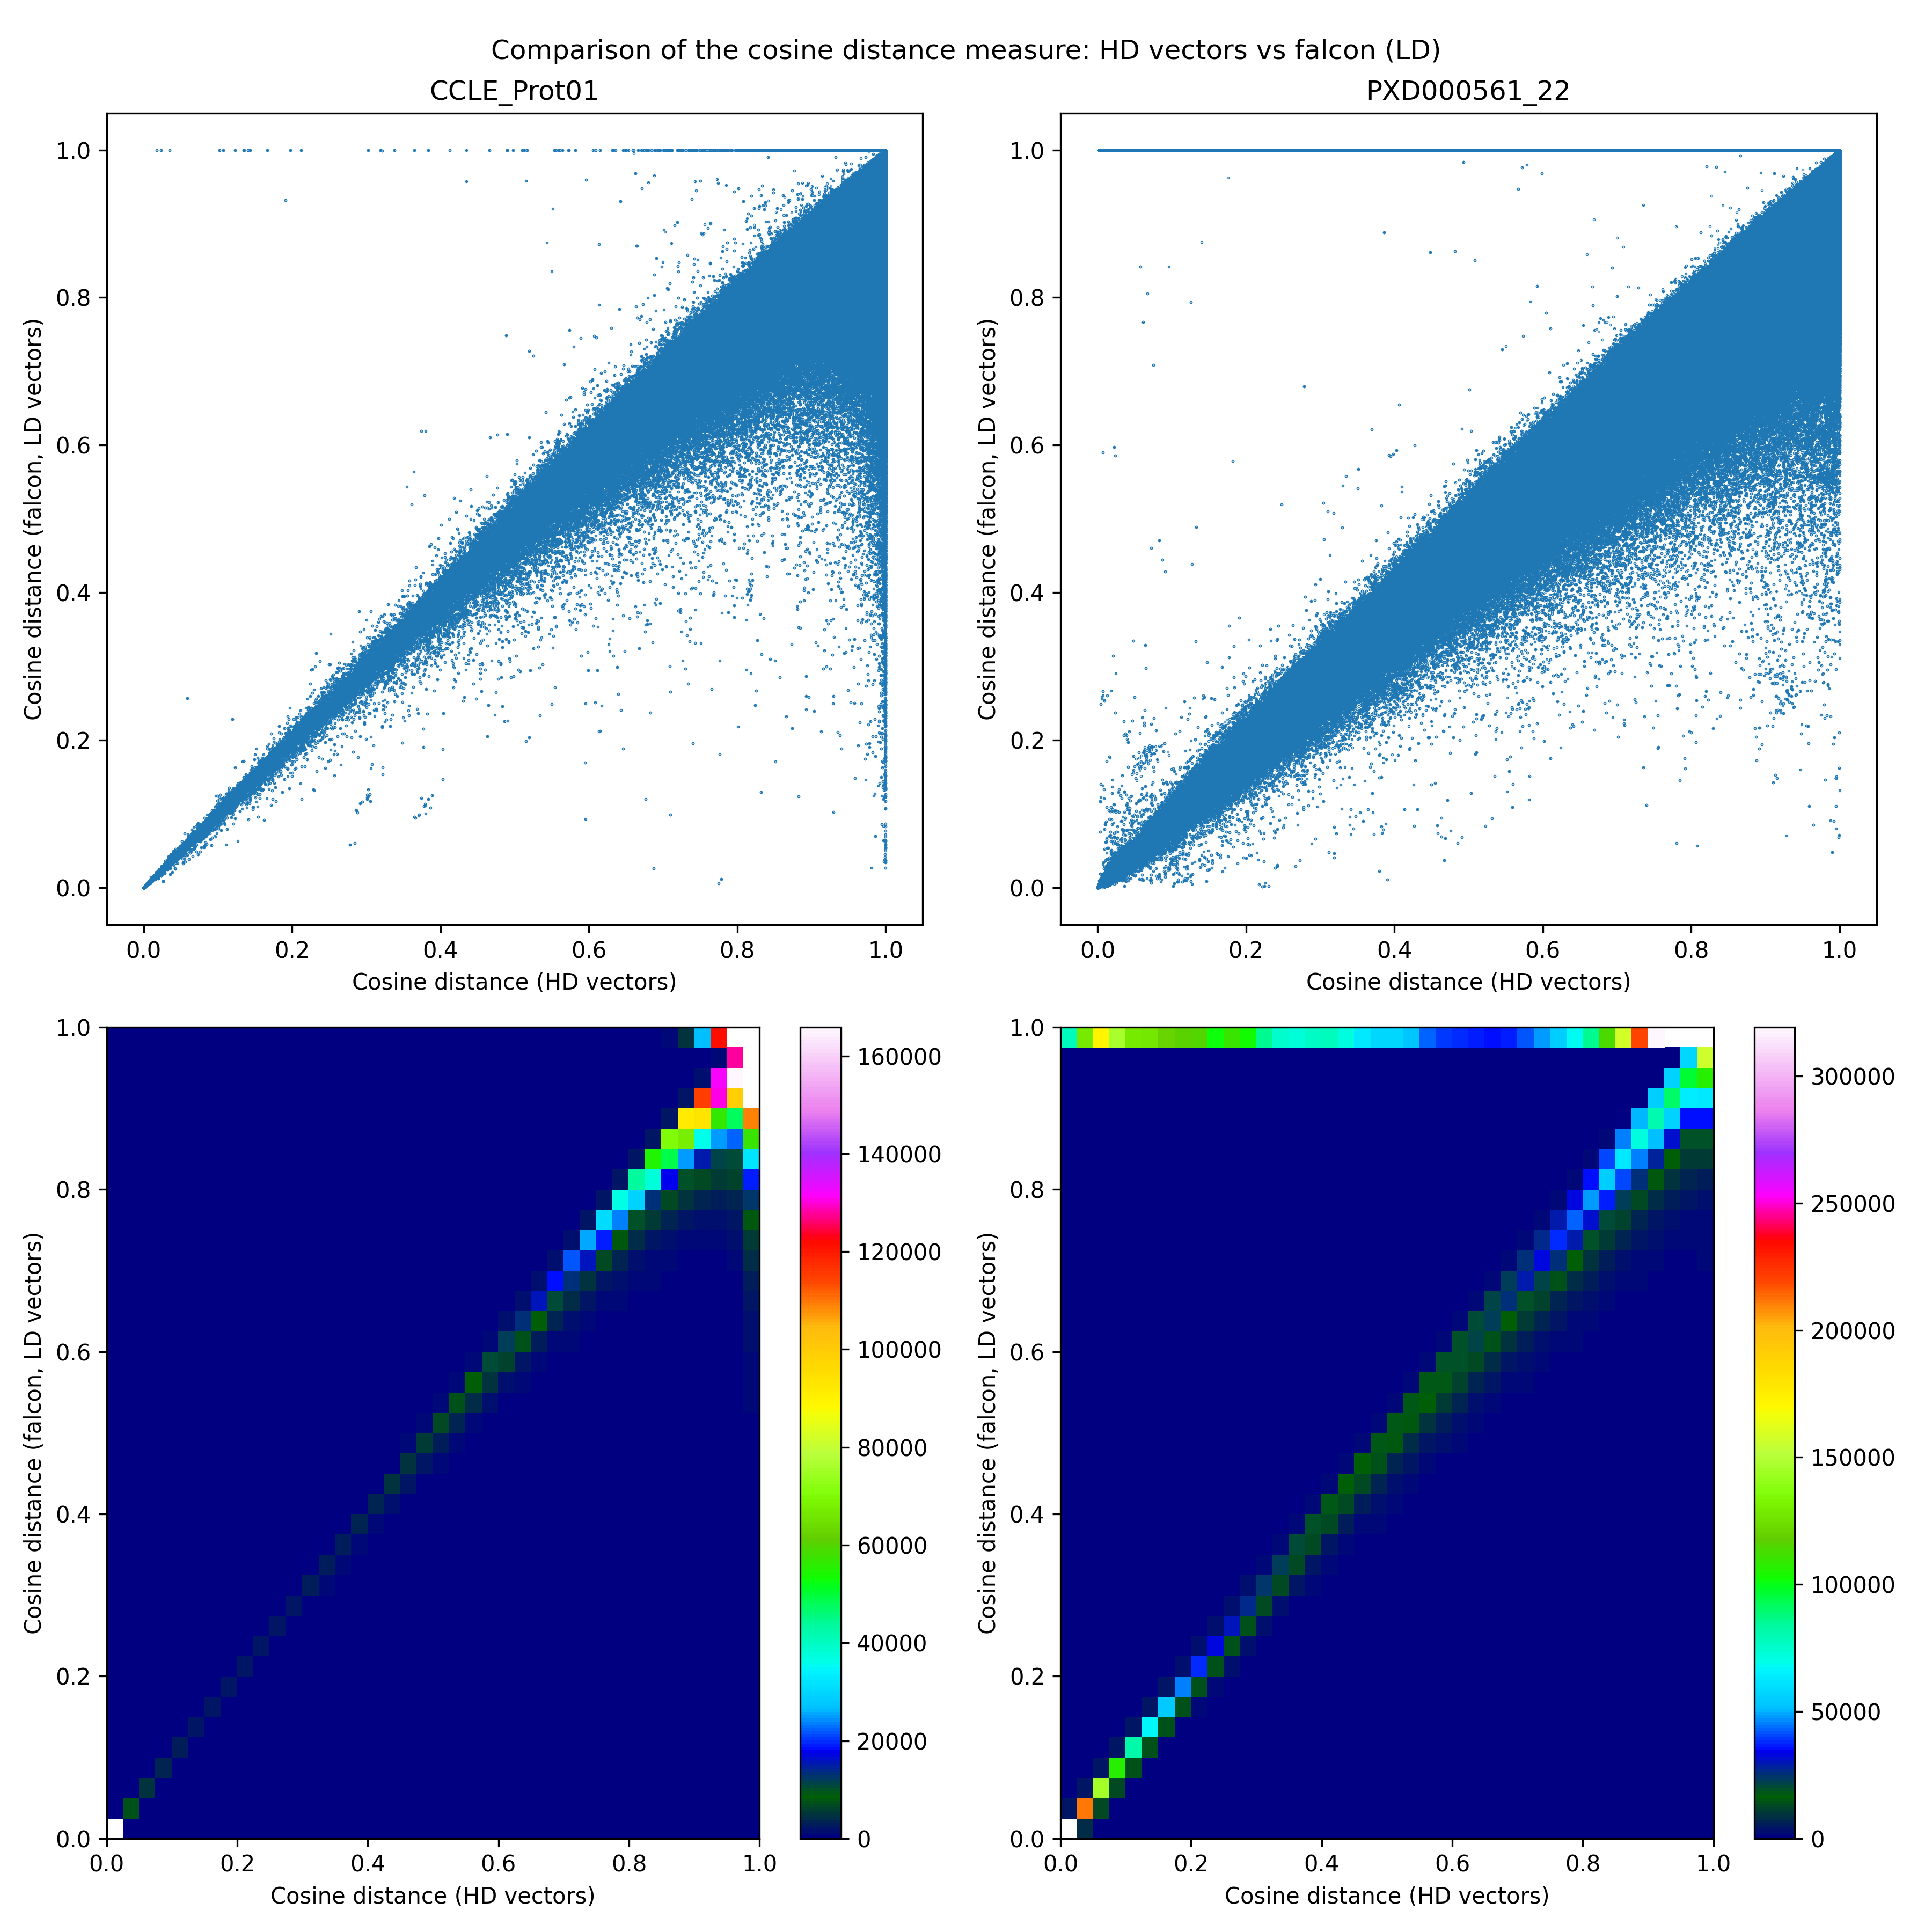 Comparison of the cosine distance measure: HD vectors vs falcon (LD)
CCLE_Prot01
1.0
0.8
0.6
0.4
0.2
0.0
Cosine distance (falcon, LD vectors)
0.0 0.2 0.4 0.6 0.8 1.0
Cosine distance (HD vectors)
PXD000561_22
1.0
0.8
0.6
0.4
0.2
0.0
Cosine distance (falcon, LD vectors)
0.0 0.2 0.4 0.6 0.8 1.0
Cosine distance (HD vectors)
1.0
0.8
0.6
0.4
0.2
0.0
Cosine distance (falcon, LD vectors)
0.0 0.2 0.4 0.6 0.8 1.0
Cosine distance (HD vectors)
160000
140000
120000
100000
80000
60000
40000
20000
0
1.0
0.8
0.6
0.4
0.2
0.0
Cosine distance (falcon, LD vectors)
0.0 0.2 0.4 0.6 0.8 1.0
Cosine distance (HD vectors)
300000
250000
200000
150000
100000
50000
0